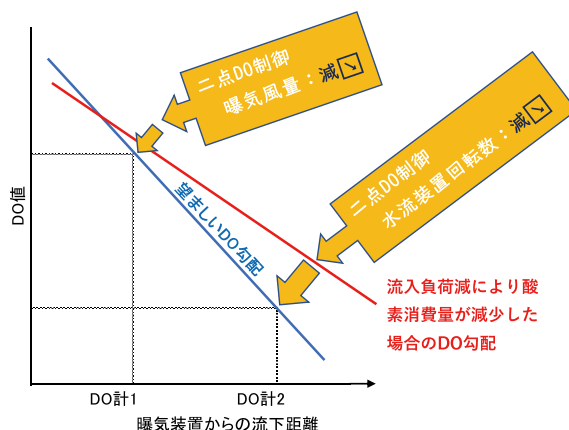 二点DO制御
曝気風量：減↘
二点DO制御
水流装置回転数：減↘
望ましいDO勾配
DO値
流入負荷減により酸
素消費量が減少した
場合のDO勾配
DO計1
DO計2
曝気装置からの流下距離